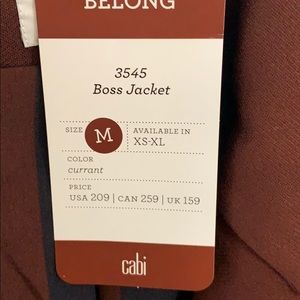 BELONG
3545
Boss Jacket
SIZE M AVAILABLE IN
XS-XL
COLOR
currant
PRICE
USA 209 | CAN 259 | UK 159
cabi